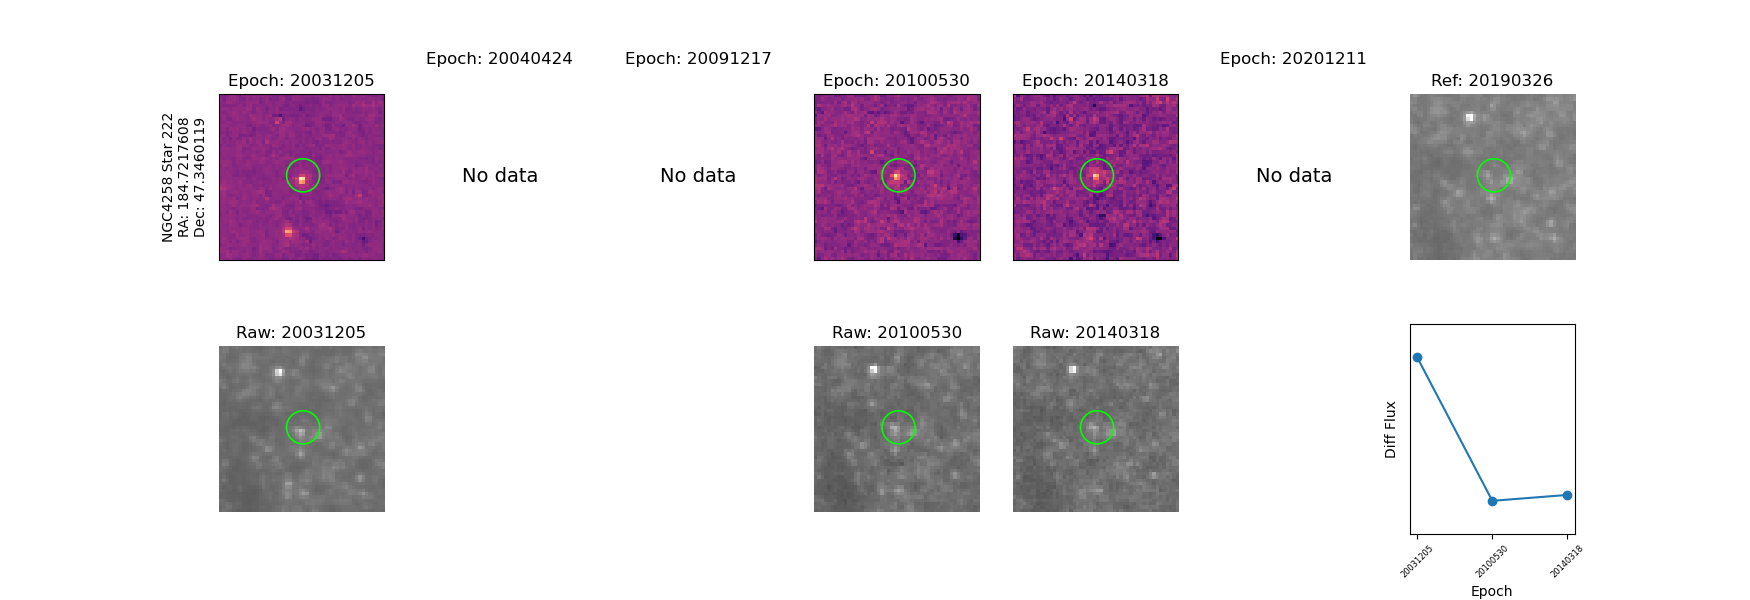 Epoch: 20040424
Epoch: 20091217
Epoch: 20201211
Epoch: 20031205
Epoch: 20100530
Epoch: 20140318
Ref: 20190326
NGC4258 Star 222
RA: 184.7217608
Dec: 47.3460119
No data
No data
No data
Raw: 20031205
Raw: 20100530
Raw: 20140318
Diff Flux
20031205
20100530
20140318
Epoch